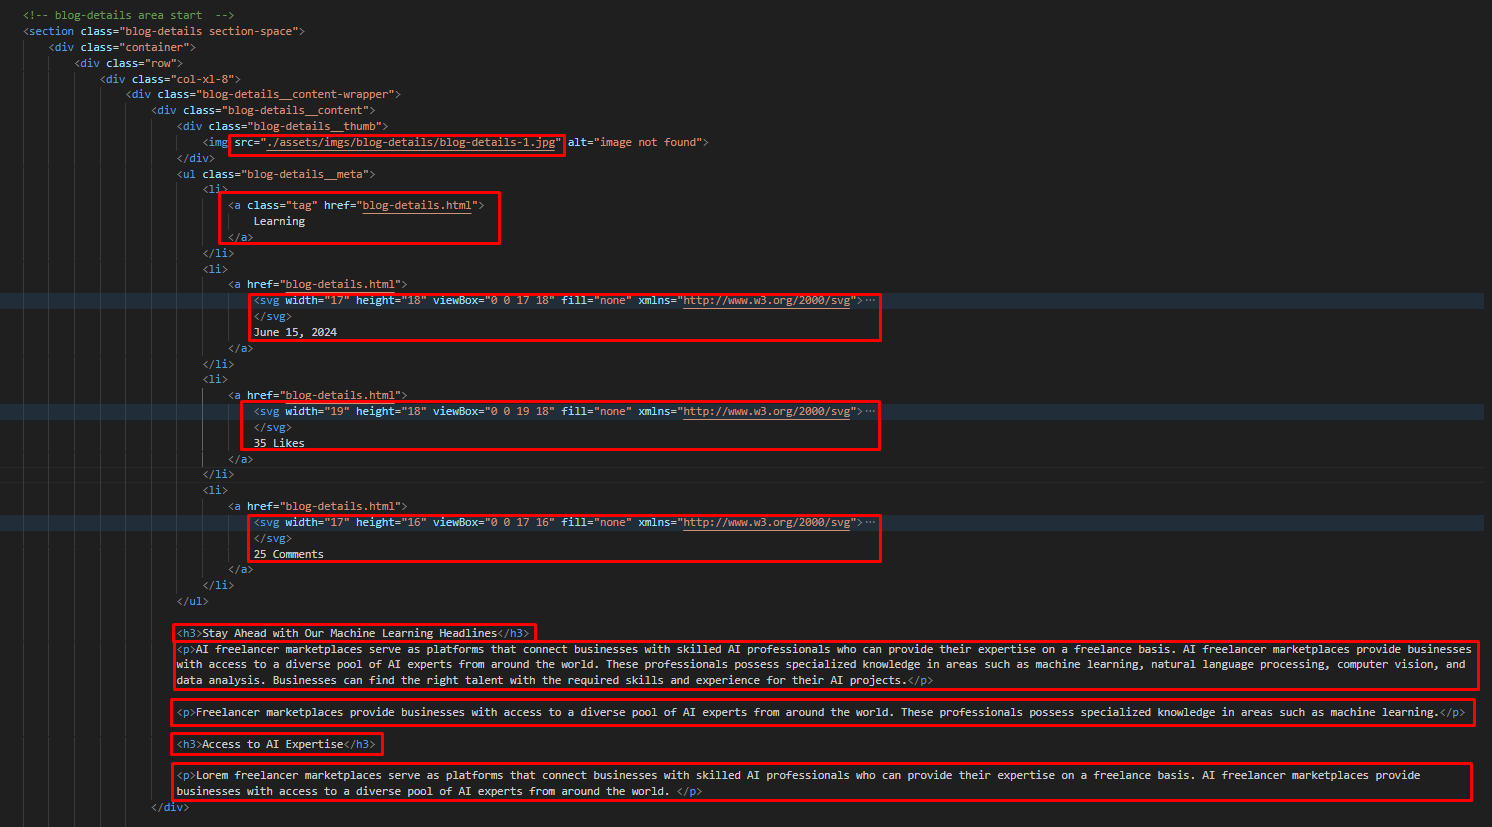 <!-- blog-details area start  -->
<section class="blog-details section-space">
<div class="container">
<div class="row">
<div class="col-xl-8">
<div class="blog-details__content-wrapper">
<div class="blog-details__content">
<div class="blog-details__thumb">
<img src="./assets/imgs/blog-details/blog-details-1.jpg" alt="image not found">
</div>
<ul class="blog-details__meta">
<li>
<a class="tag" href="blog-details.html">
Learning
</a>
</li>
<li>
<a href="blog-details.html">
<svg width="17" height="18" viewBox="0 0 17 18" fill="none" xmlns="http://www.w3.org/2000/svg">···
</svg>
June 15, 2024
</a>
</li>
<li>
<a href="blog-details.html">
<svg width="19" height="18" viewBox="0 0 19 18" fill="none" xmlns="http://www.w3.org/2000/svg">···
</svg>
35 Likes
</a>
</li>
<li>
<a href="blog-details.html">
<svg width="17" height="16" viewBox="0 0 17 16" fill="none" xmlns="http://www.w3.org/2000/svg">···
</svg>
25 Comments
</a>
</li>
</ul>
<h3>Stay Ahead with Our Machine Learning Headlines</h3>
<p>AI freelancer marketplaces serve as platforms that connect businesses with skilled AI professionals who can provide their expertise on a freelance basis. AI freelancer marketplaces provide businesses
with access to a diverse pool of AI experts from around the world. These professionals possess specialized knowledge in areas such as machine learning, natural language processing, computer vision, and
data analysis. Businesses can find the right talent with the required skills and experience for their AI projects.</p>
<p>Freelancer marketplaces provide businesses with access to a diverse pool of AI experts from around the world. These professionals possess specialized knowledge in areas such as machine learning.</p>
<h3>Access to AI Expertise</h3>
<p>Lorem freelancer marketplaces serve as platforms that connect businesses with skilled AI professionals who can provide their expertise on a freelance basis. AI freelancer marketplaces provide
businesses with access to a diverse pool of AI experts from around the world. </p>
</div>